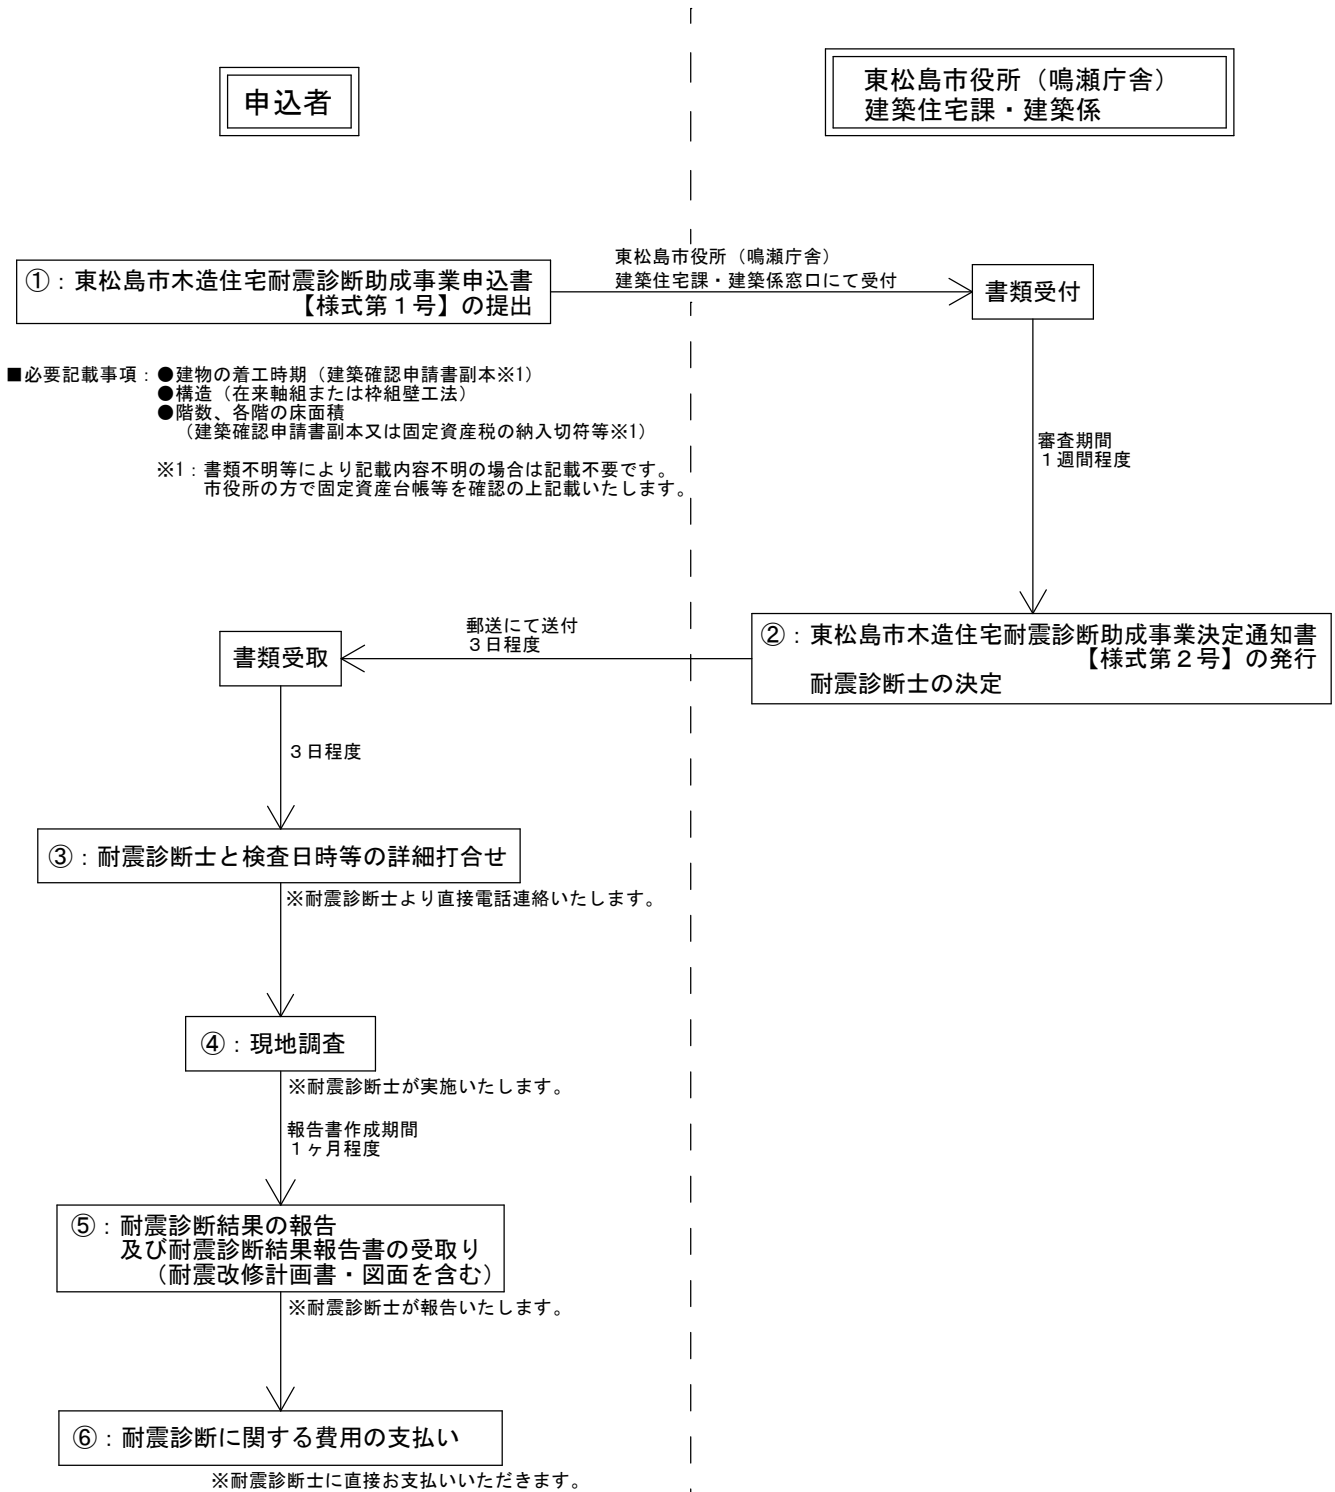 申込者
東松島市役所（鳴瀬庁舎）
建築住宅課・建築係
①：東松島市木造住宅耐震診断助成事業申込書
【様式第１号】の提出
東松島市役所（鳴瀬庁舎）
建築住宅課・建築係窓口にて受付
書類受付
■必要記載事項：●建物の着工時期（建築確認申請書副本※1）
●構造（在来軸組または枠組壁工法）
●階数、各階の床面積
（建築確認申請書副本又は固定資産税の納入切符等※1）
※1：書類不明等により記載内容不明の場合は記載不要です。
市役所の方で固定資産台帳等を確認の上記載いたします。
審査期間
１週間程度
②：東松島市木造住宅耐震診断助成事業決定通知書
【様式第２号】の発行
耐震診断士の決定
郵送にて送付
３日程度
書類受取
３日程度
③：耐震診断士と検査日時等の詳細打合せ
※耐震診断士より直接電話連絡いたします。
④：現地調査
※耐震診断士が実施いたします。
報告書作成期間
１ヶ月程度
⑤：耐震診断結果の報告
及び耐震診断結果報告書の受取り
（耐震改修計画書・図面を含む）
※耐震診断士が報告いたします。
⑥：耐震診断に関する費用の支払い
※耐震診断士に直接お支払いいただきます。